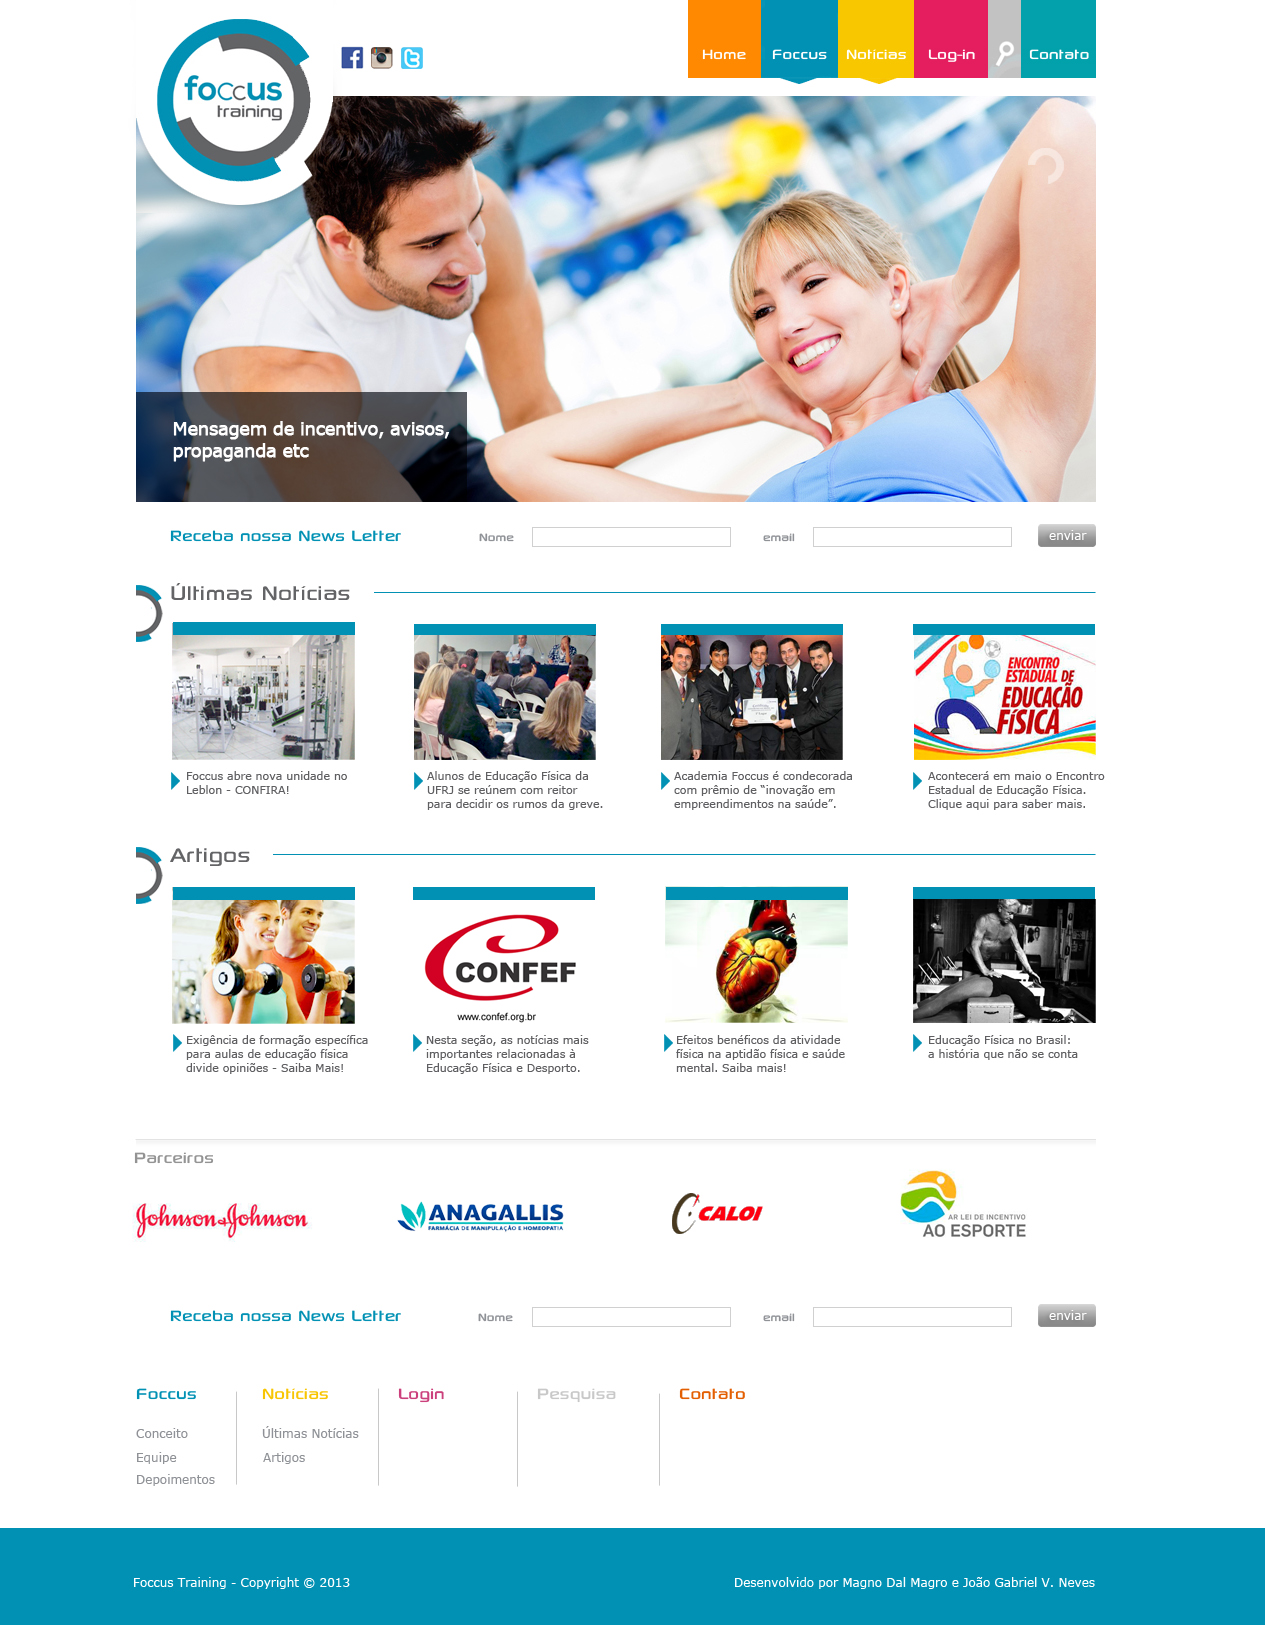 foccus
training
Home
Foccus
Notícias
Log-in
Contato
Mensagem de incentivo, avisos,
propaganda etc
Receba nossa News Letter
Nome
email
enviar
Últimas Notícias
ENCONTRO
ESTADUAL DE
EDUCAÇÃO
FÍSICA
Foccus abre nova unidade no
Leblon - CONFIRA!
Alunos de Educação Física da
UFRJ se reúnem com reitor
para decidir os rumos da greve.
Academia Foccus é condecorada
com prêmio de “inovação em
empreendimentos na saúde”.
Acontecerá em maio o Encontro
Estadual de Educação Física.
Clique aqui para saber mais.
Artigos
CONFEF
www.confef.org.br
A
Exigência de formação específica
para aulas de educação física
divide opiniões - Saiba Mais!
Nesta seção, as notícias mais
importantes relacionadas à
Educação Física e Desporto.
Efeitos benéficos da atividade
física na aptidão física e saúde
mental. Saiba mais!
Educação Física no Brasil:
a história que não se conta
Parceiros
Johnson & Johnson
ANAGALLIS
FARMÁCIA DE MANIPULAÇÃO E HOMEOPATIA
CALOI
AR LEI DE INCENTIVO
AO ESPORTE
Receba nossa News Letter
Nome
email
enviar
Foccus
Notícias
Login
Pesquisa
Contato
Conceito
Últimas Notícias
Equipe
Artigos
Depoimentos
Foccus Training - Copyright © 2013
Desenvolvido por Magno Dal Magro e João Gabriel V. Neves